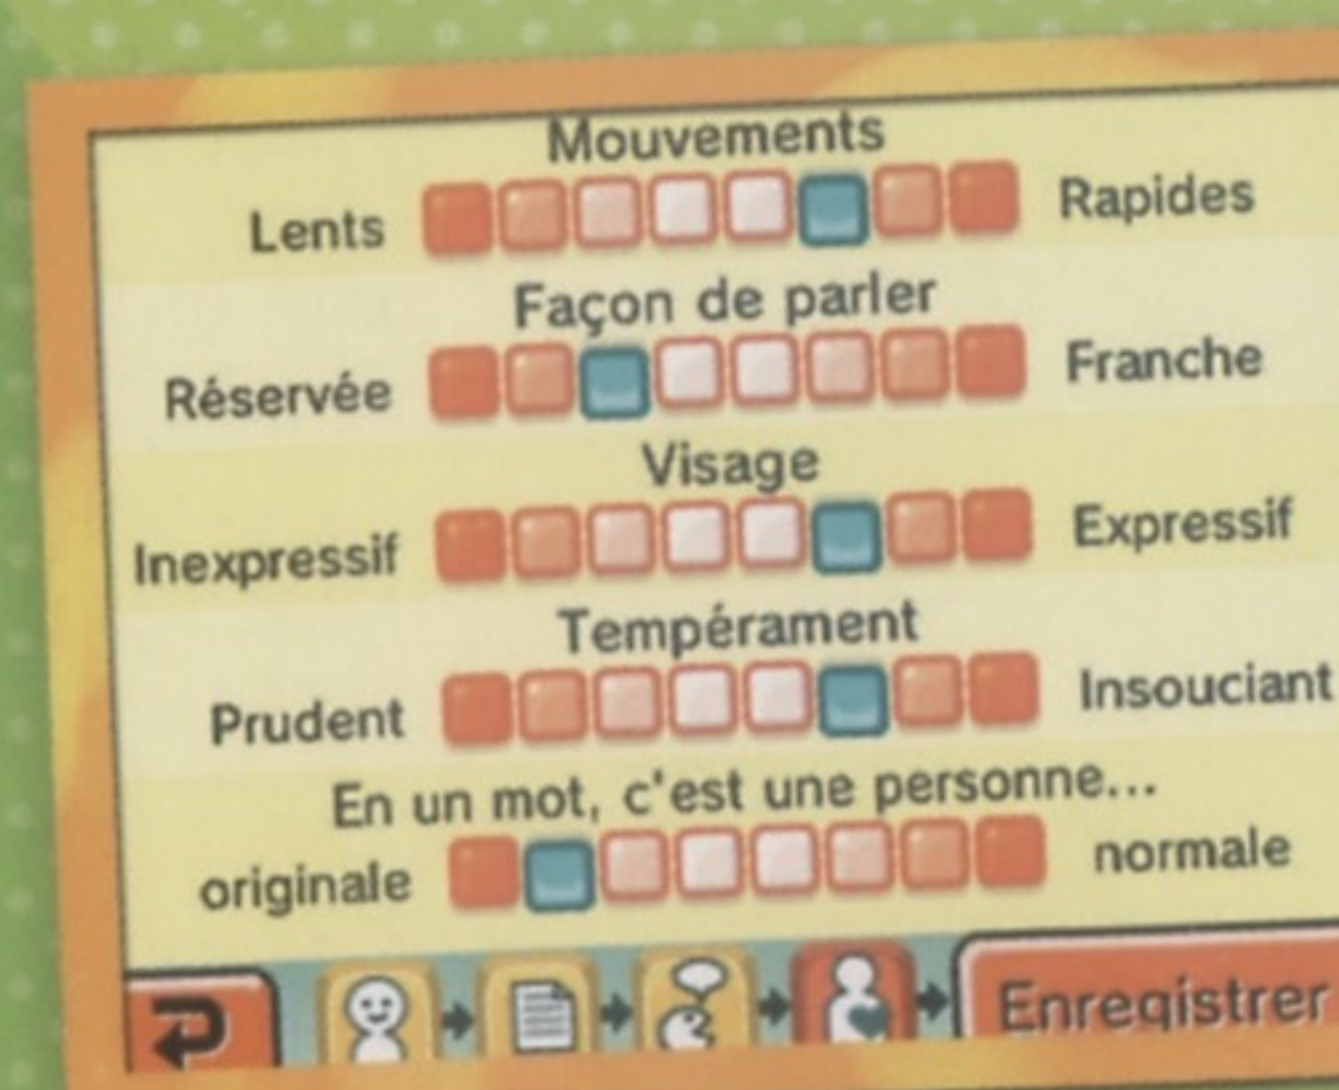 Mouvements
Lents Rapides
Façon de parler
Réservée Franche
Visage
Inexpressif Expressif
Tempérament
Prudent Insouciant
En un mot, c'est une personne...
originale normale
Enregistrer